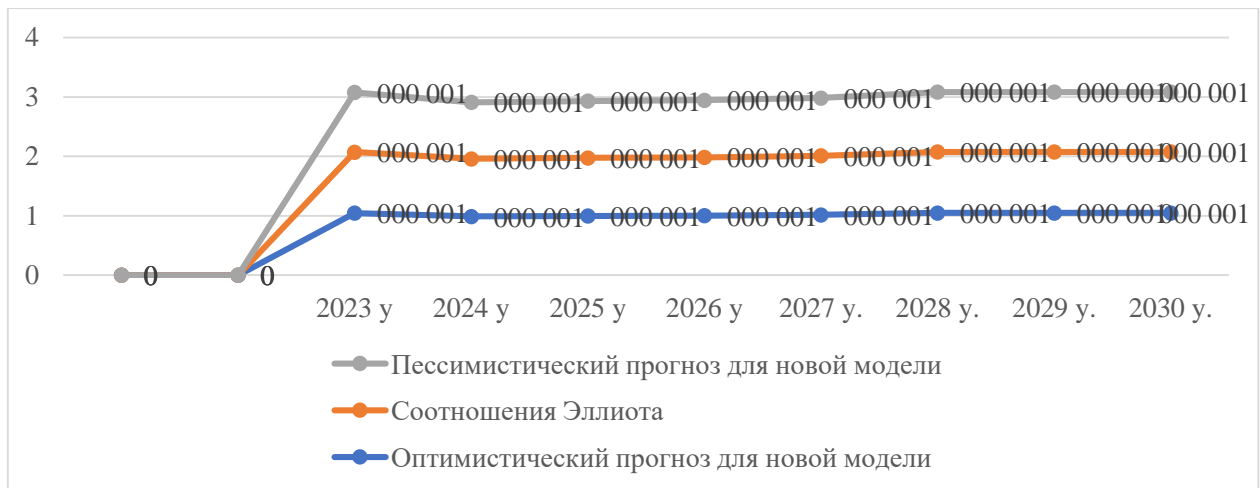 4
3
000 001 000 001 000 001 000 001 000 001 000 001 000 001 000 001
2
000 001 000 001 000 001 000 001 000 001 000 001 000 001 000 001
1
000 001 000 001 000 001 000 001 000 001 000 001 000 001 000 001
0
0 0
2023 y 2024 y 2025 y 2026 y 2027 y. 2028 y. 2029 y. 2030 y.
Пессимистический прогноз для новой модели
Соотношения Эллиота
Оптимистический прогноз для новой модели